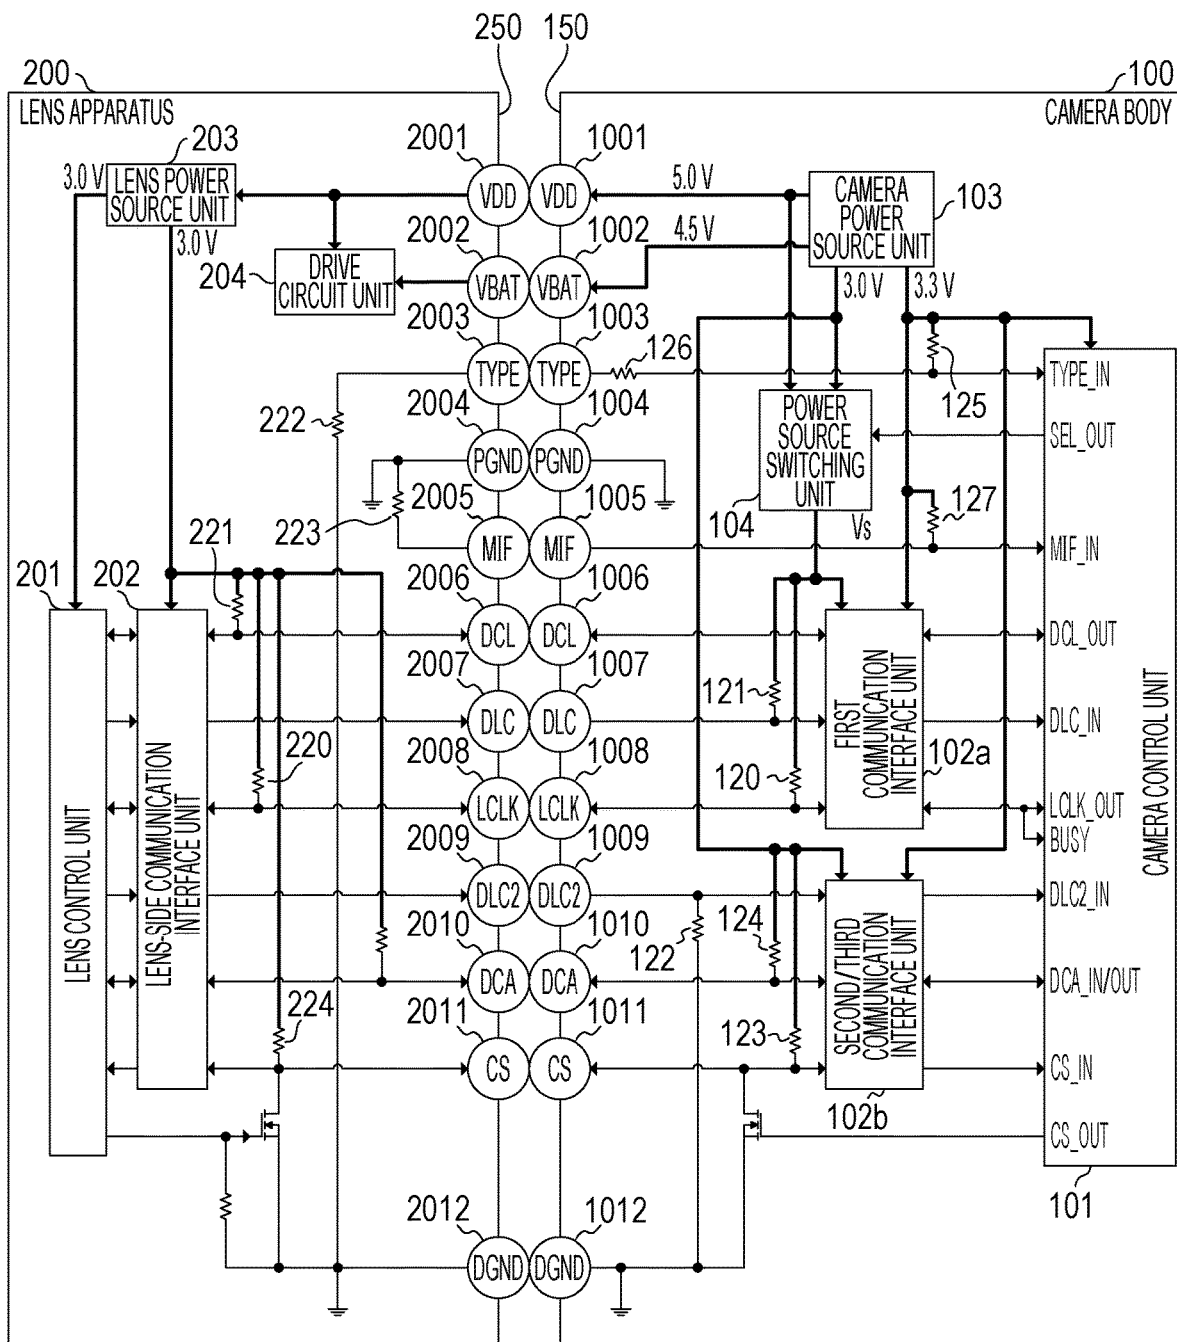 250
150
200
LENS APPARATUS
100
CAMERA BODY
203
3.0 V
LENS POWER
SOURCE UNIT
3.0 V
2001
1001
VDD
VDD
5.0 V
CAMERA
POWER
SOURCE UNIT
103
204
DRIVE
CIRCUIT UNIT
2002
1002
VBAT
VBAT
4.5 V
3.0 V
3.3 V
2003
1003
TYPE
TYPE
126
125
TYPE_IN
222
2004
1004
PGND
PGND
POWER
SOURCE
SWITCHING
UNIT
104
Vs
SEL_OUT
223
2005
1005
MIF
MIF
127
MIF_IN
201
202
221
2006
1006
DCL
DCL
DCL_OUT
2007
1007
DLC
DLC
121
DLC_IN
220
2008
1008
LCLK
LCLK
120
FIRST
COMMUNICATION
INTERFACE UNIT
102a
LCLK_OUT
BUSY
LENS CONTROL UNIT
LENS-SIDE COMMUNICATION
INTERFACE UNIT
CAMERA CONTROL UNIT
2009
1009
DLC2
DLC2
122
DLC2_IN
2010
1010
DCA
DCA
124
DCA_IN/OUT
224
2011
1011
CS
CS
123
SECOND/THIRD
COMMUNICATION
INTERFACE UNIT
102b
CS_IN
CS_OUT
101
2012
1012
DGND
DGND